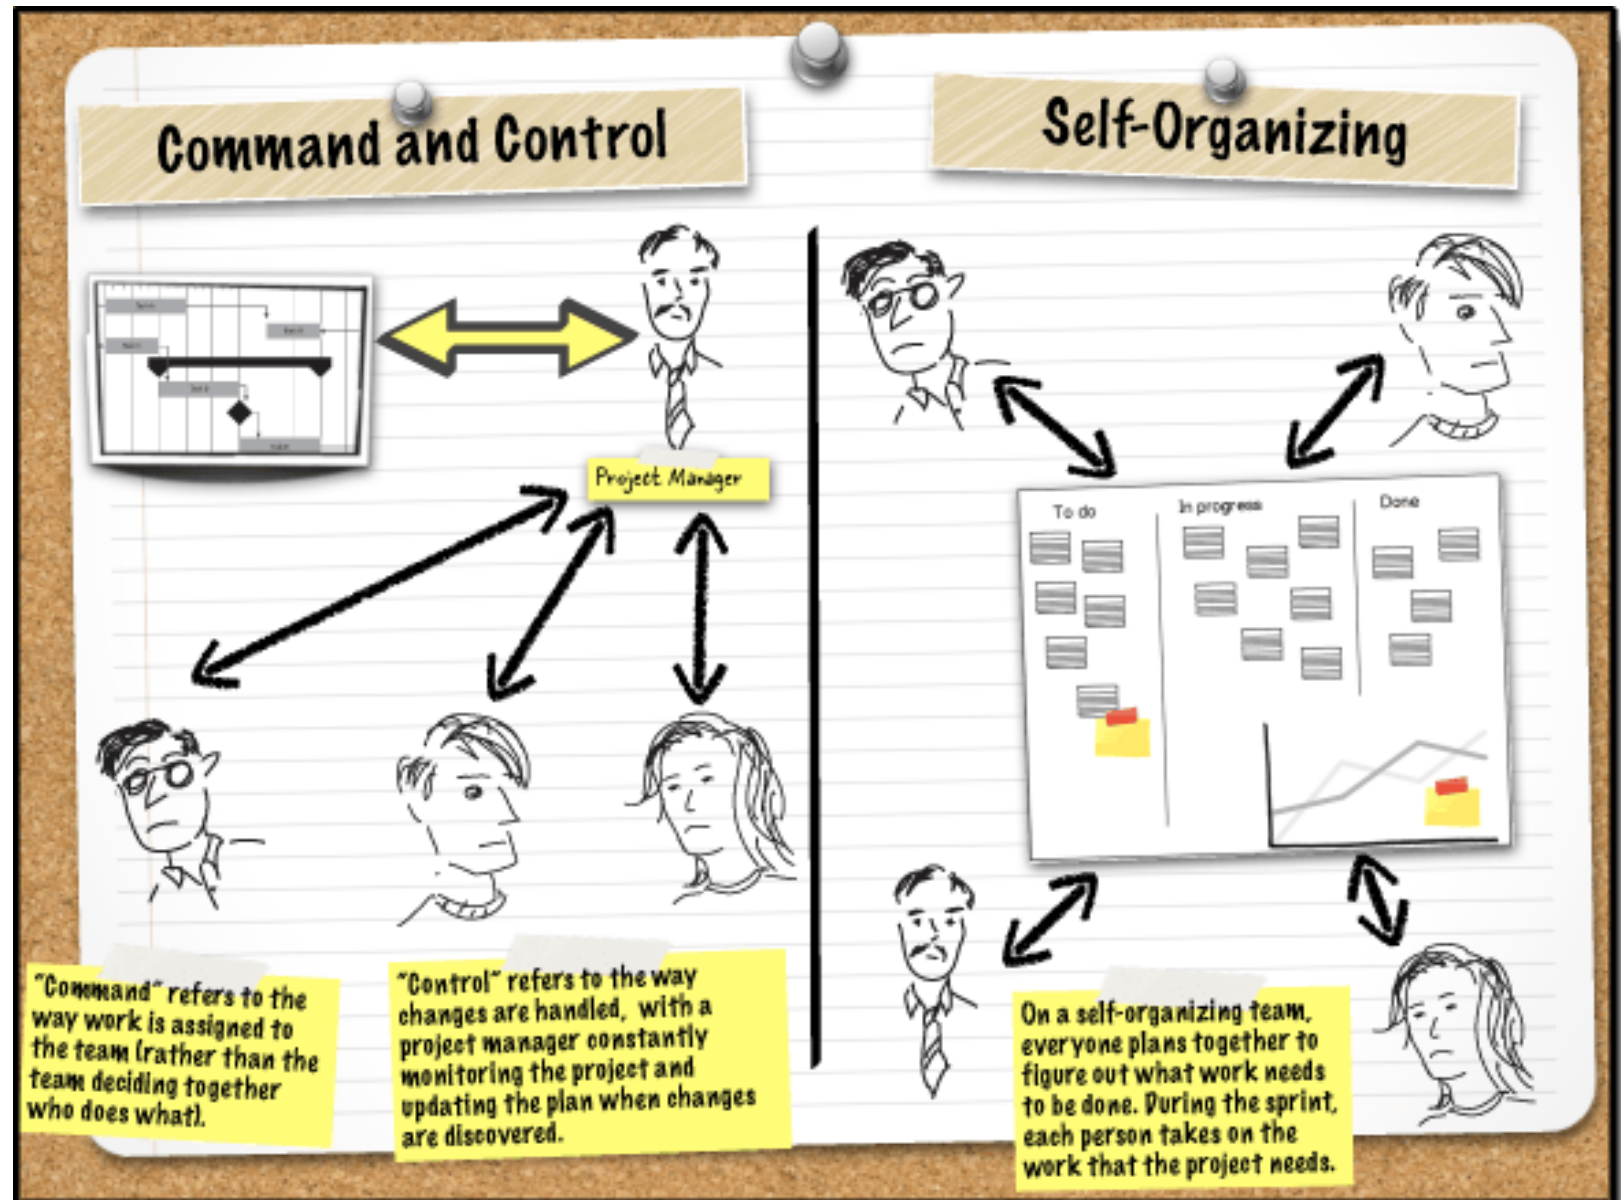 Command and Control
Self-Organizing
Project Manager
To do
In progress
Done
"Command" refers to the
way work is assigned to
the team (rather than the
team deciding together
who does what).
"Control" refers to the way
changes are handled, with a
project manager constantly
monitoring the project and
updating the plan when changes
are discovered.
On a self-organizing team,
everyone plans together to
figure out what work needs
to be done. During the sprint,
each person takes on the
work that the project needs.